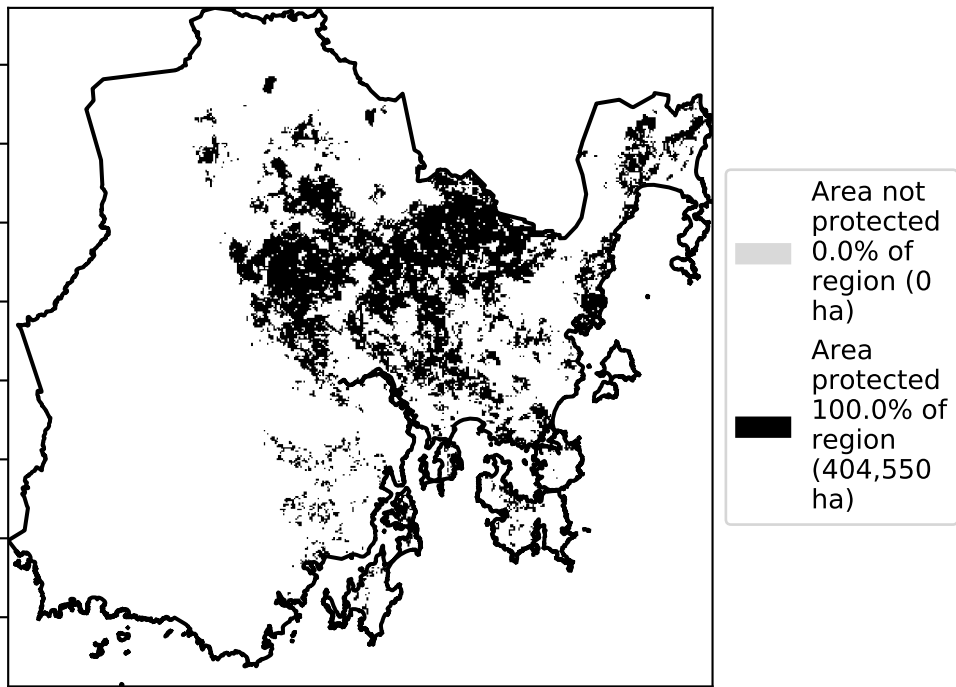 Area not
protected
0.0% of
region (0
ha)
Area
protected
100.0% of
region
(404,550
ha)